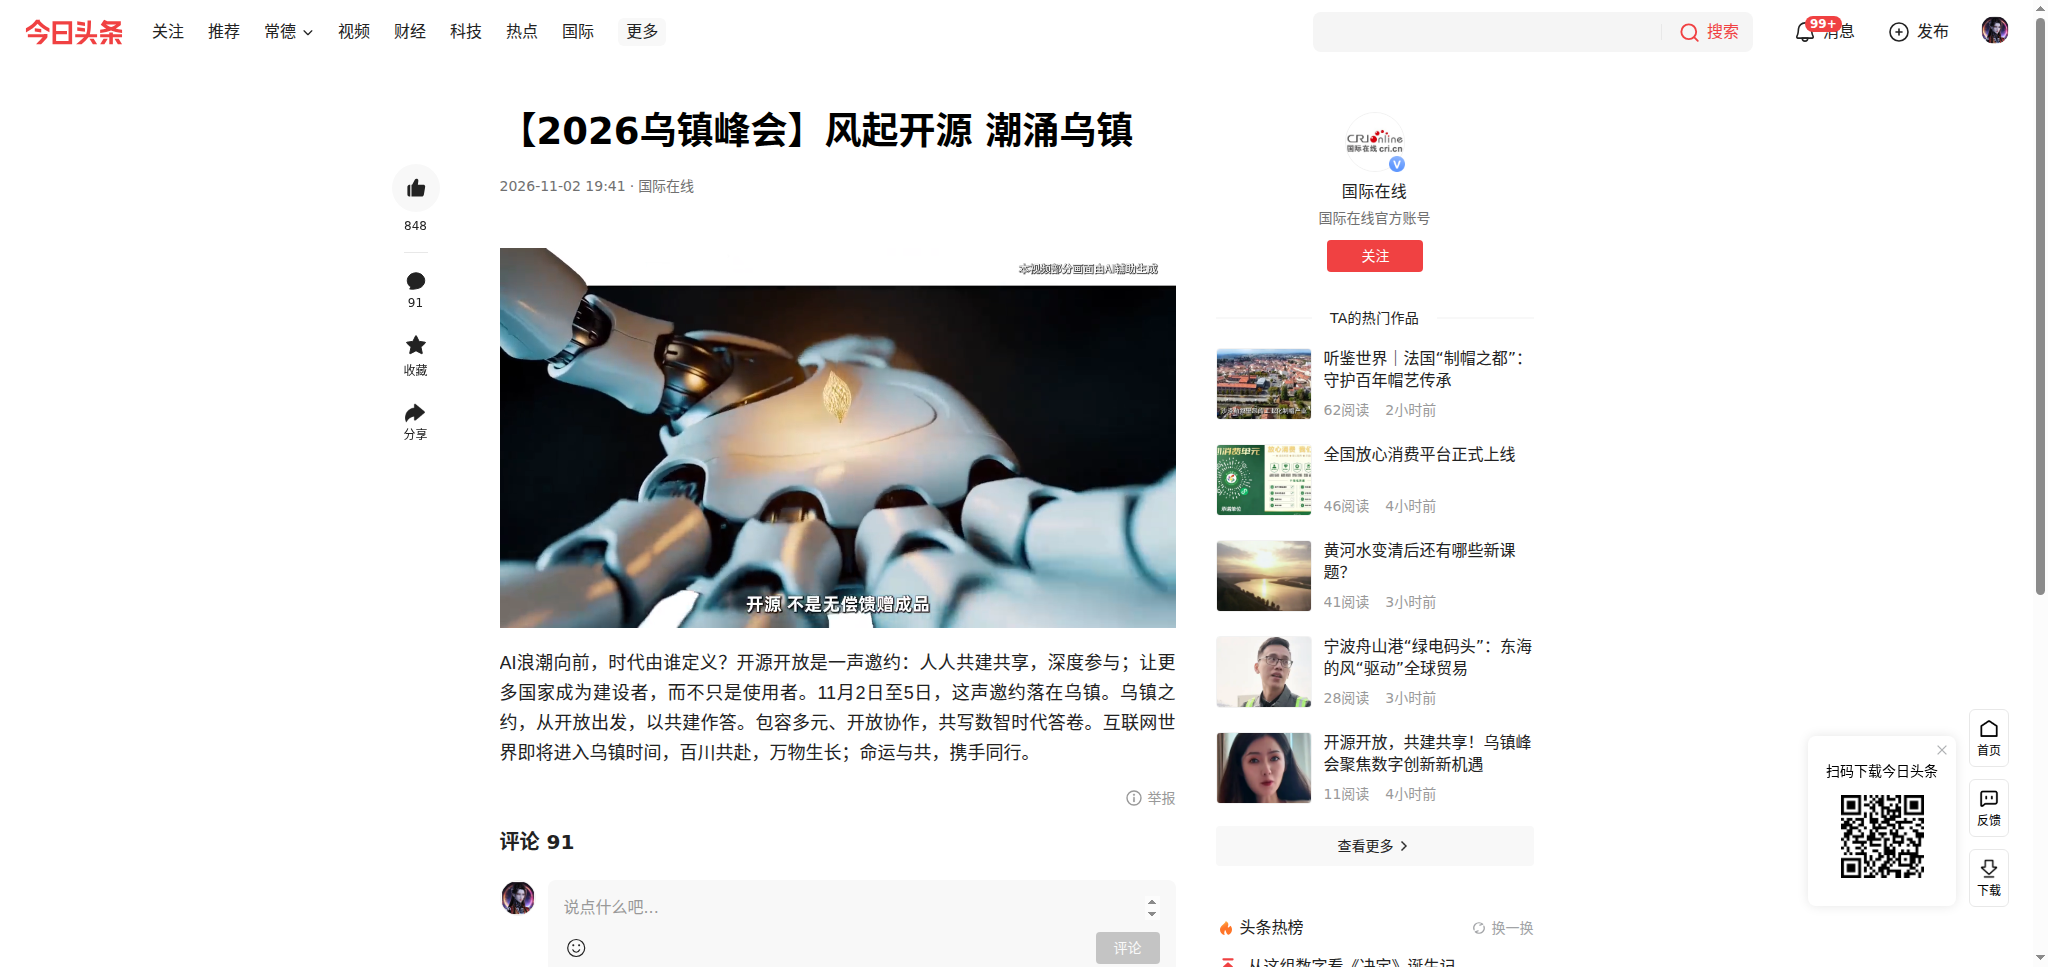 今日头条 关注 推荐 常德 视频 财经 科技 热点 国际 更多 搜索 99+ 消息 发布
【2026乌镇峰会】风起开源 潮涌乌镇
2026-11-02 19:41 · 国际在线
848
91
收藏
分享
本视频部分画面由AI辅助生成
开源 不是无偿馈赠成品
AI浪潮向前，时代由谁定义？开源开放是一声邀约：人人共建共享，深度参与；让更
多国家成为建设者，而不只是使用者。11月2日至5日，这声邀约落在乌镇。乌镇之
约，从开放出发，以共建作答。包容多元、开放协作，共写数智时代答卷。互联网世
界即将进入乌镇时间，百川共赴，万物生长；命运与共，携手同行。
举报
评论 91
说点什么吧...
评论
CRIonline
国际在线 cri.cn
V
国际在线
国际在线官方账号
关注
TA的热门作品
听鉴世界｜法国“制帽之都”：
守护百年帽艺传承
62阅读 2小时前
全国放心消费平台正式上线
46阅读 4小时前
黄河水变清后还有哪些新课
题？
41阅读 3小时前
宁波舟山港“绿电码头”：东海
的风“驱动”全球贸易
28阅读 3小时前
开源开放，共建共享！乌镇峰
会聚焦数字创新新机遇
11阅读 4小时前
查看更多
头条热榜 换一换
从这组数字看《决定》诞生记
扫码下载今日头条
首页
反馈
下载